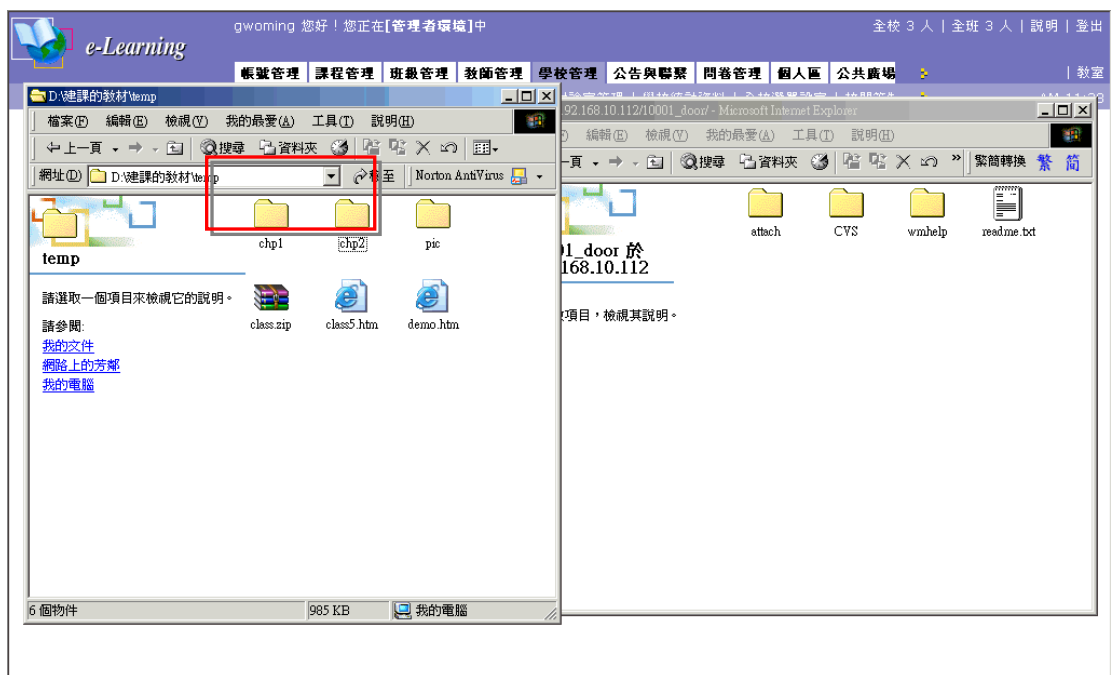 e-Learning
gwoming 您好！您正在[管理者環境]中
全校 3 人 | 全班 3 人 | 說明 | 登出
帳號管理 課程管理 班級管理 教師管理 學校管理 公告與聯繫 問卷管理 個人區 公共廣場
| 教室
D:\建課的教材\temp
檔案(F) 編輯(E) 檢視(V) 我的最愛(A) 工具(T) 說明(H)
上一頁 搜尋 資料夾
網址(D) D:\建課的教材\temp 移至 Norton AntiVirus
temp
請選取一個項目來檢視它的說明。
請參閱:
我的文件
網路上的芳鄰
我的電腦
chp1 chp2 pic
class.zip class5.htm demo.htm
6 個物件 985 KB 我的電腦
92.168.10.112/10001_door/ - Microsoft Internet Explorer
編輯(E) 檢視(V) 我的最愛(A) 工具(T) 說明(H)
一頁 搜尋 資料夾 » 繁簡轉換 繁 简
1_door 於
168.10.112
項目，檢視其說明。
attach CVS wmhelp readme.txt